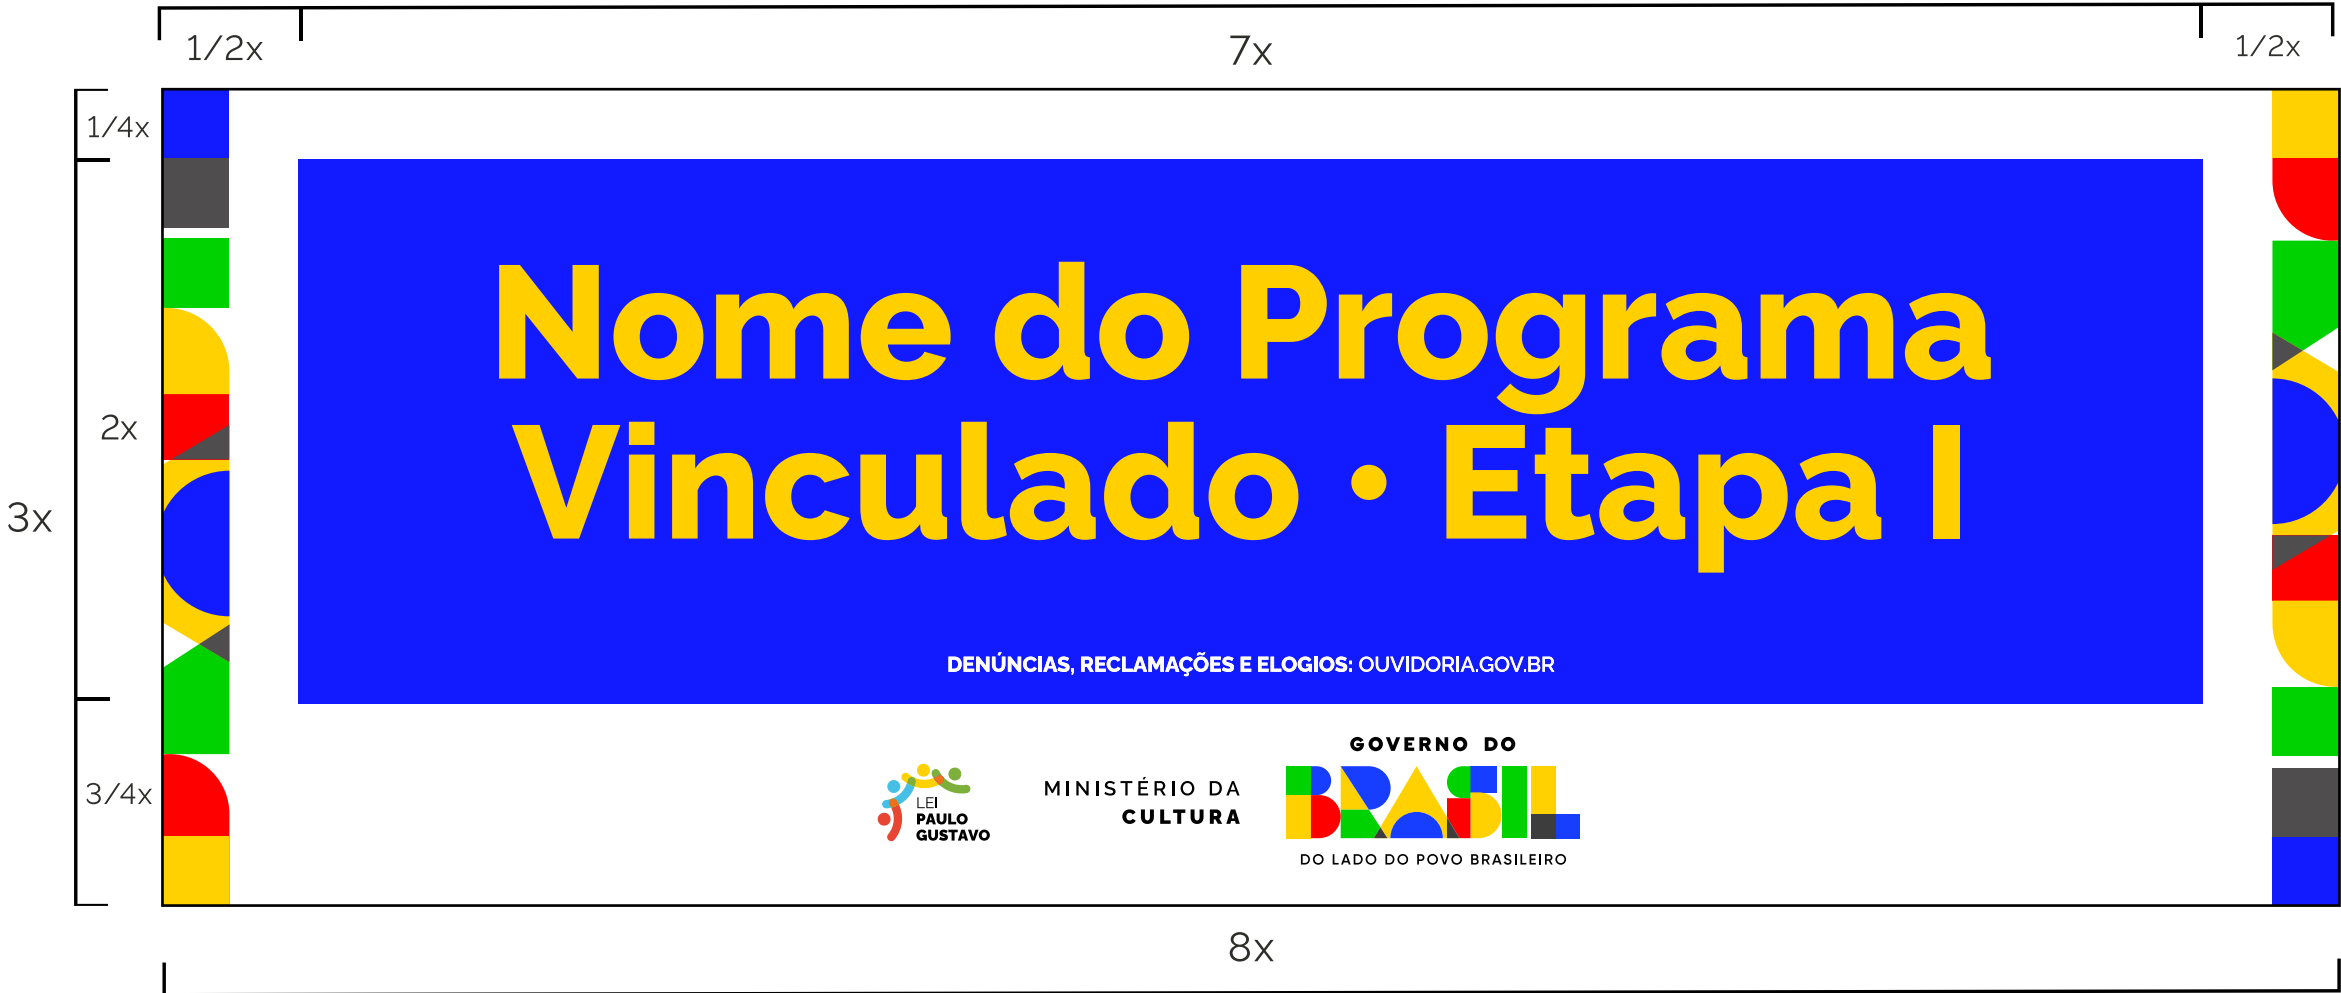 1/2x
7x
1/2x
1/4x
2x
3x
3/4x
Nome do Programa
Vinculado • Etapa I
DENÚNCIAS, RECLAMAÇÕES E ELOGIOS: OUVIDORIA.GOV.BR
LEI
PAULO
GUSTAVO
MINISTÉRIO DA
CULTURA
GOVERNO DO
BRASIL
DO LADO DO POVO BRASILEIRO
8x